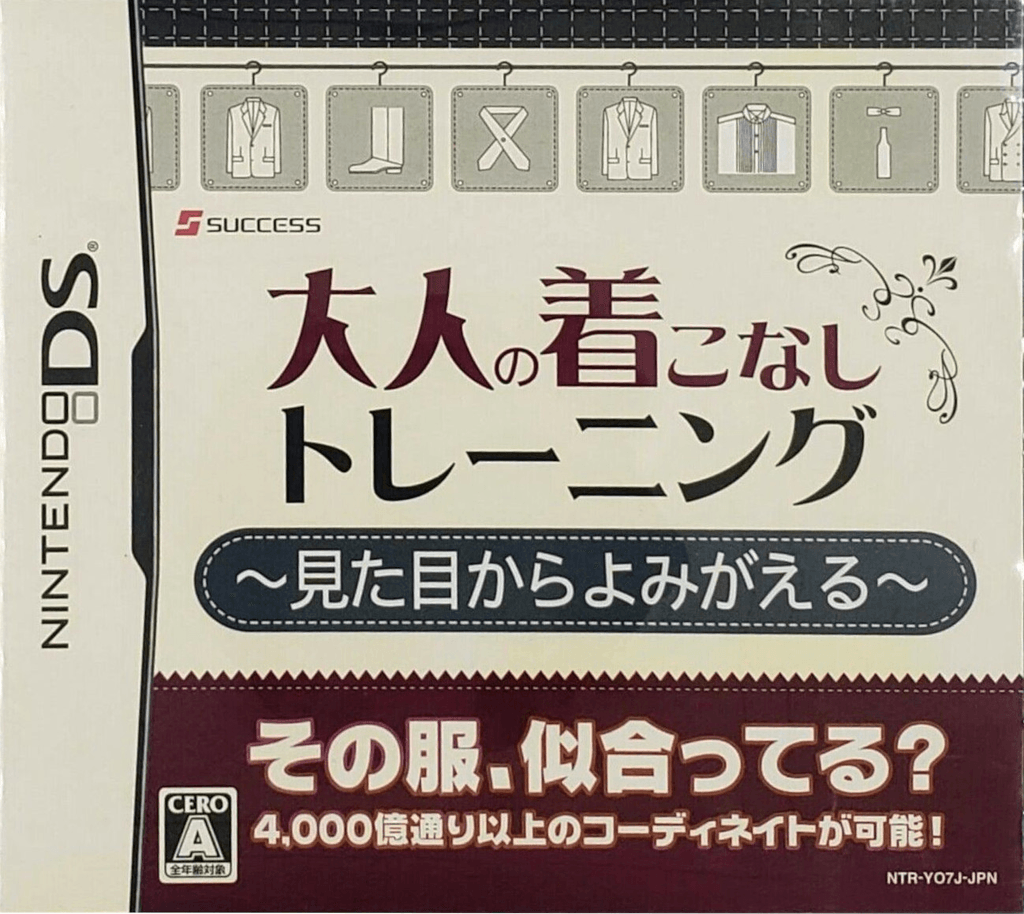 NINTENDO DS®
SUCCESS
大人の着こなし
トレーニング
～見た目からよみがえる～
その服、似合ってる？
4,000億通り以上のコーディネイトが可能！
CERO
A
全年齢対象
NTR-YO7J-JPN